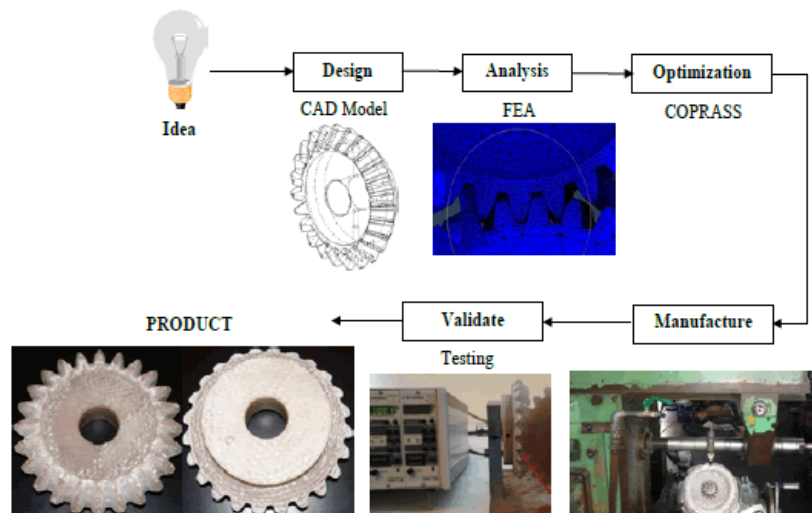 Idea
Design
CAD Model
Analysis
FEA
Optimization
COPRASS
Manufacture
Validate
Testing
PRODUCT